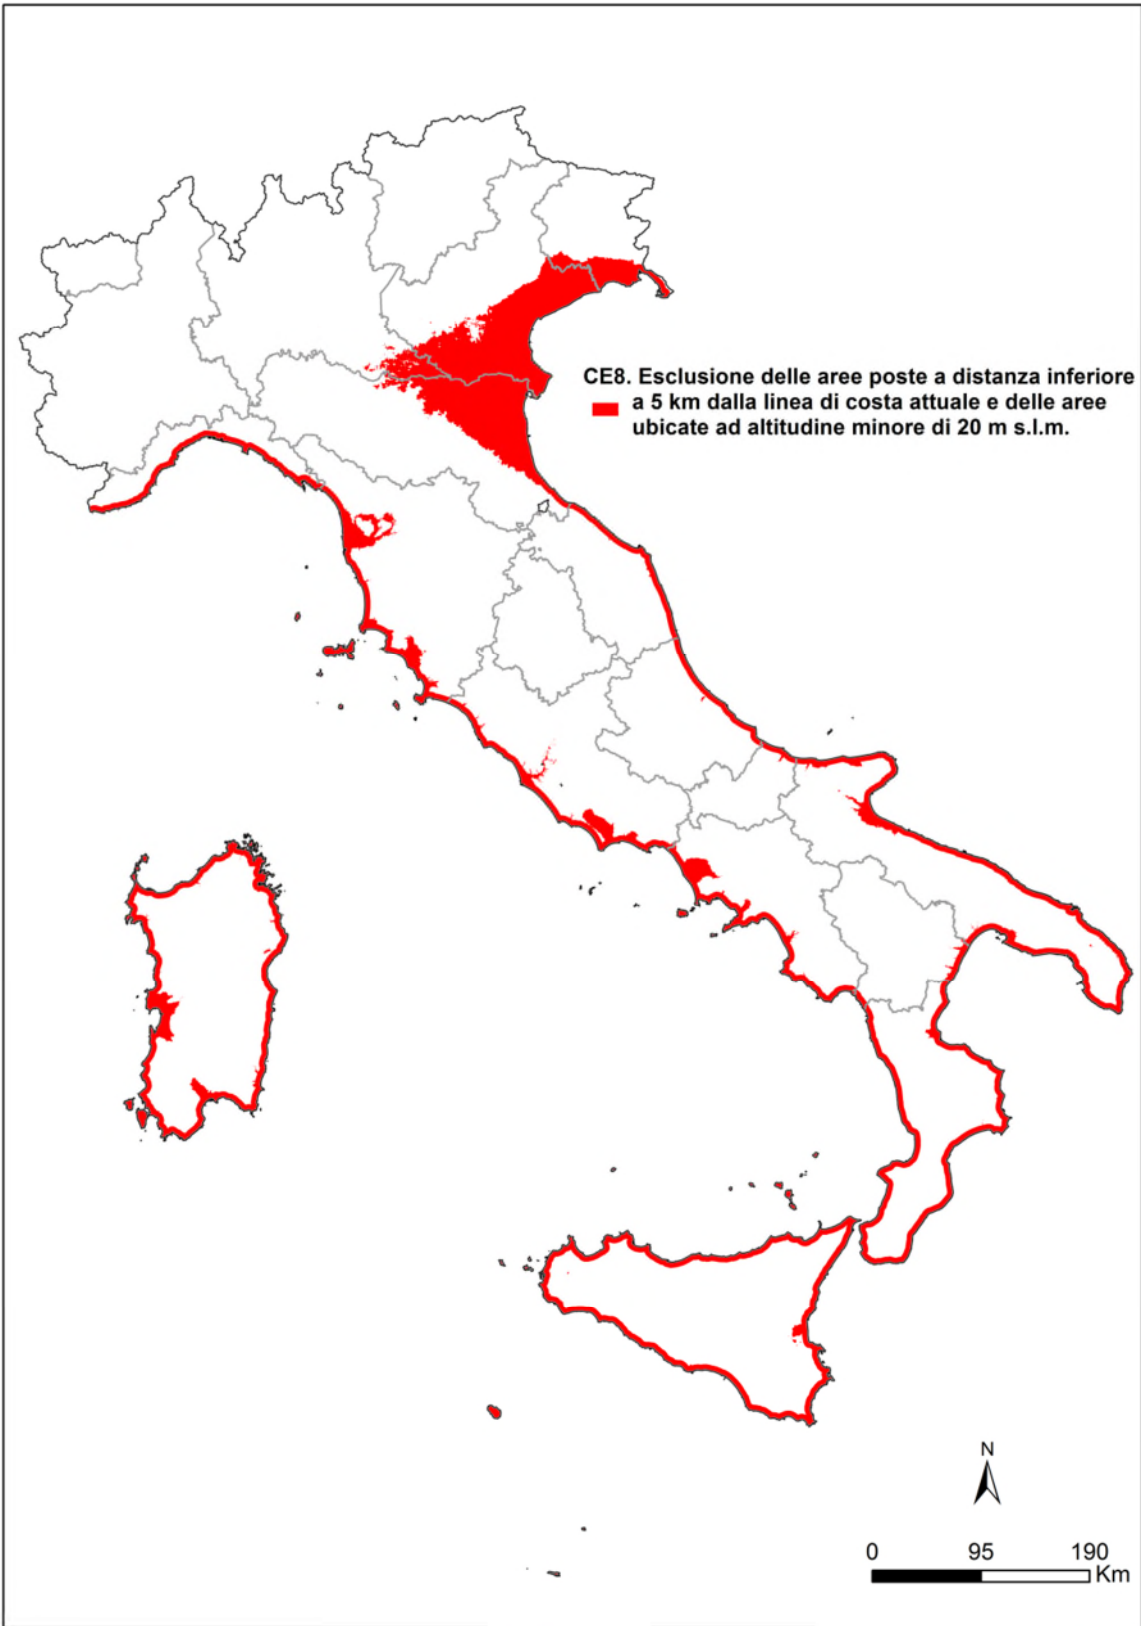 CE8. Esclusione delle aree poste a distanza inferiore
a 5 km dalla linea di costa attuale e delle aree
ubicate ad altitudine minore di 20 m s.l.m.
N
0 95 190
Km